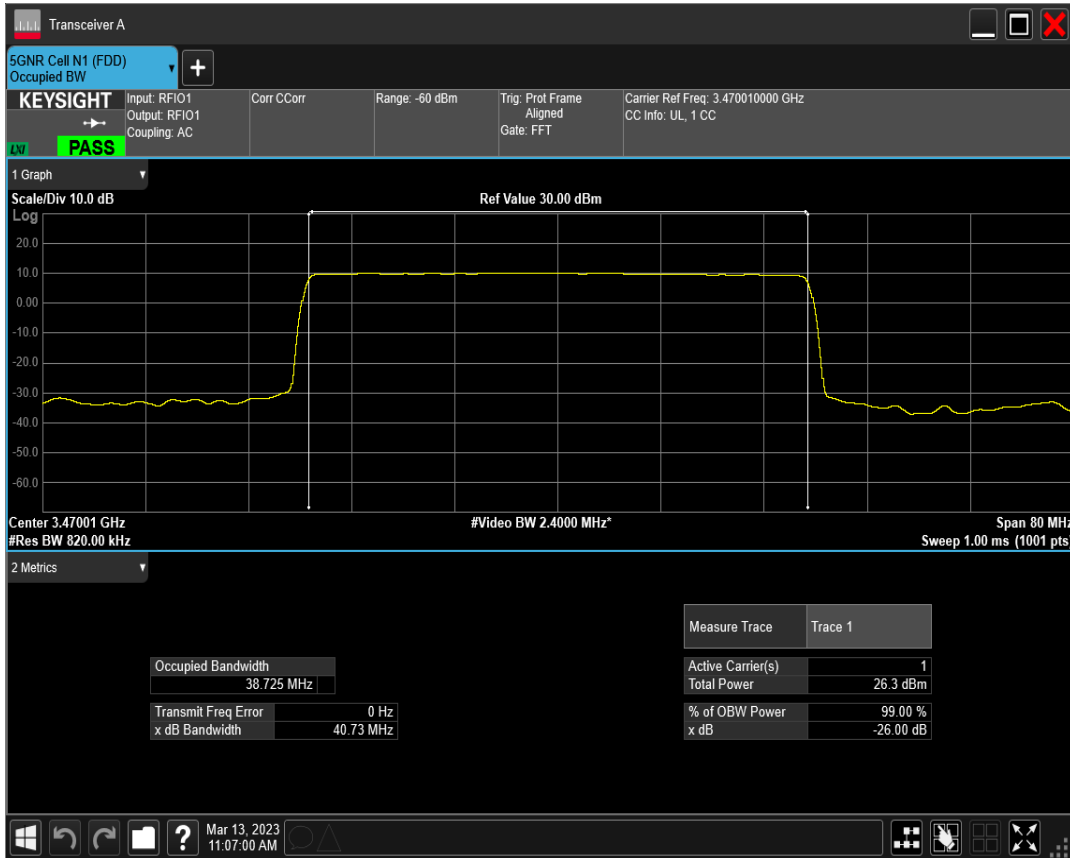 Transceiver A
5GNR Cell N1 (FDD)
Occupied BW
+
KEYSIGHT
LXI
PASS
Input: RFIO1
Output: RFIO1
Coupling: AC
Corr CCorr
Range: -60 dBm
Trig: Prot Frame
Aligned
Gate: FFT
Carrier Ref Freq: 3.470010000 GHz
CC Info: UL, 1 CC
1 Graph
Scale/Div 10.0 dB
Ref Value 30.00 dBm
Log
20.0
10.0
0.00
-10.0
-20.0
-30.0
-40.0
-50.0
-60.0
Center 3.47001 GHz
#Video BW 2.4000 MHz*
Span 80 MHz
#Res BW 820.00 kHz
Sweep 1.00 ms (1001 pts)
2 Metrics
Measure Trace Trace 1
Occupied Bandwidth
38.725 MHz
Transmit Freq Error 0 Hz
x dB Bandwidth 40.73 MHz
Active Carrier(s) 1
Total Power 26.3 dBm
% of OBW Power 99.00 %
x dB -26.00 dB
?
Mar 13, 2023
11:07:00 AM